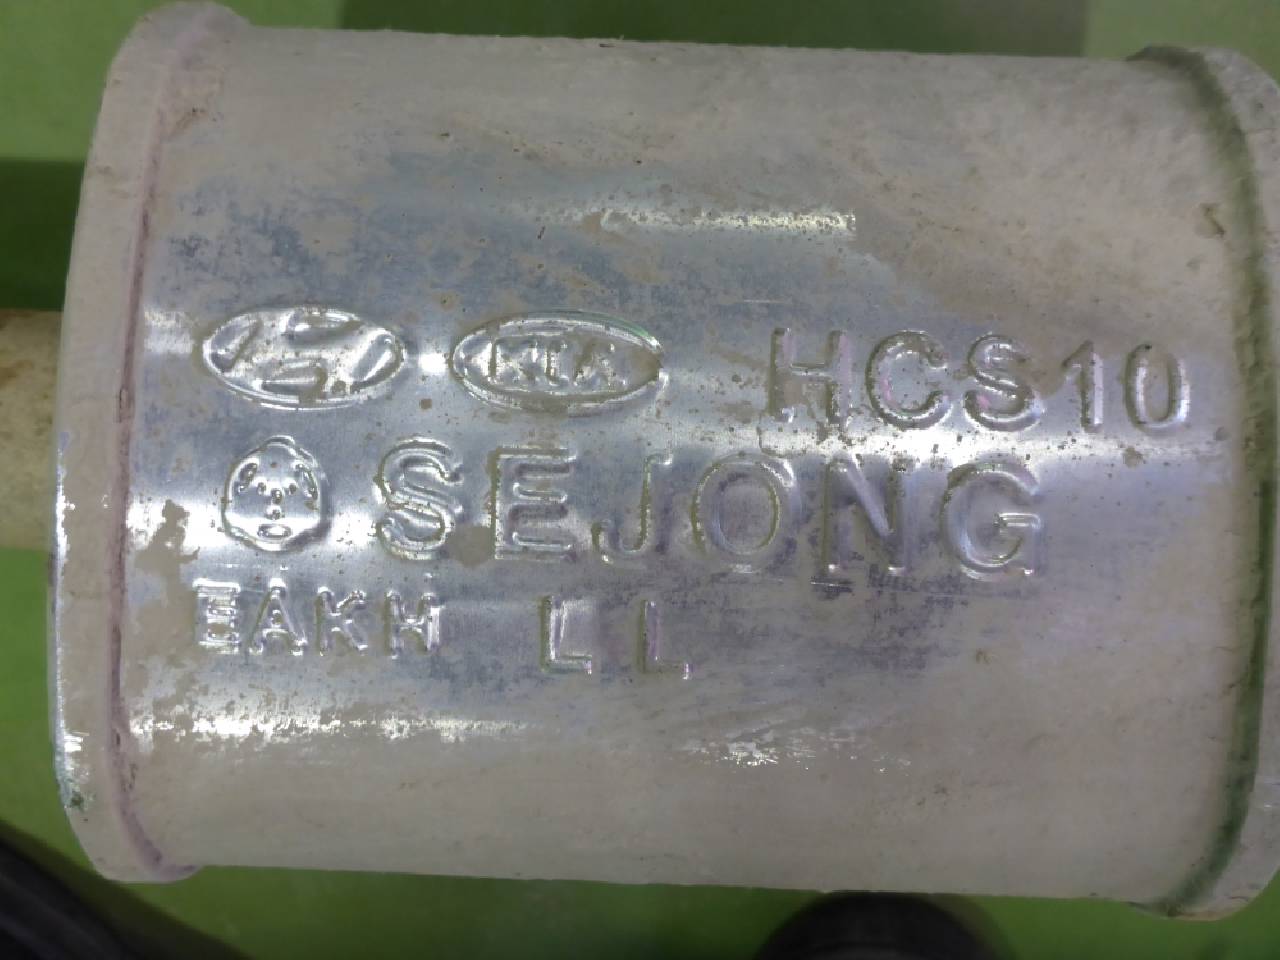 KIA HCS10
SEJONG
EAKH LL